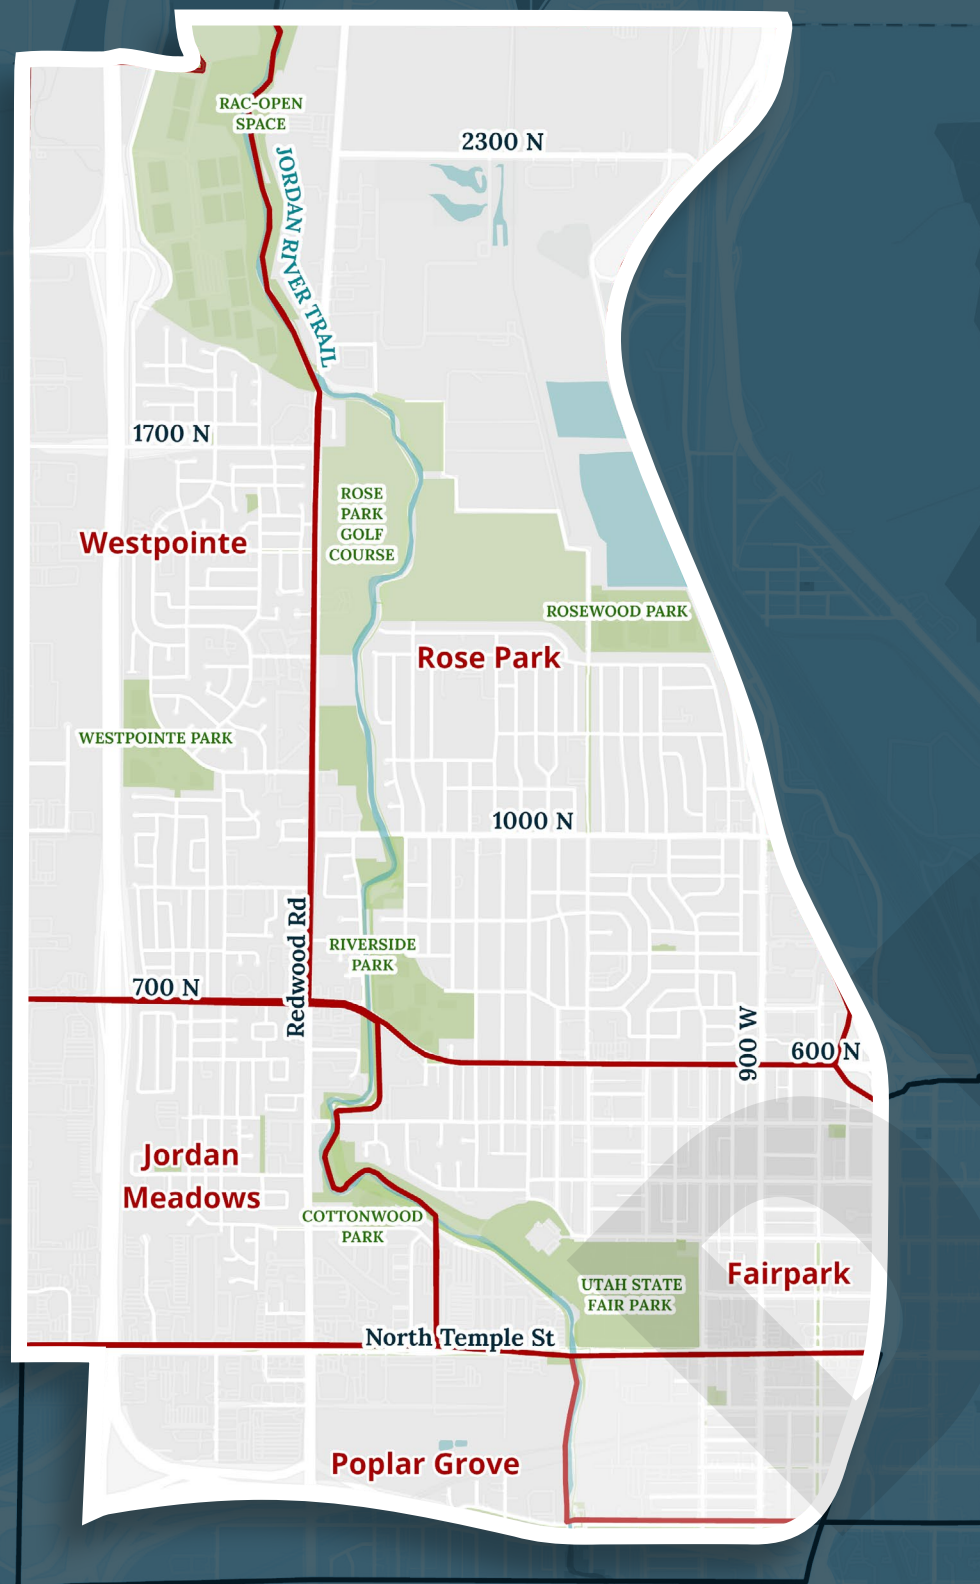 RAC-OPEN
SPACE
2300 N
JORDAN RIVER TRAIL
1700 N
ROSE
PARK
GOLF
COURSE
Westpointe
ROSEWOOD PARK
Rose Park
WESTPOINTE PARK
1000 N
Redwood Rd
RIVERSIDE
PARK
700 N
900 W
600 N
Jordan
Meadows
COTTONWOOD
PARK
Fairpark
UTAH STATE
FAIR PARK
North Temple St
Poplar Grove